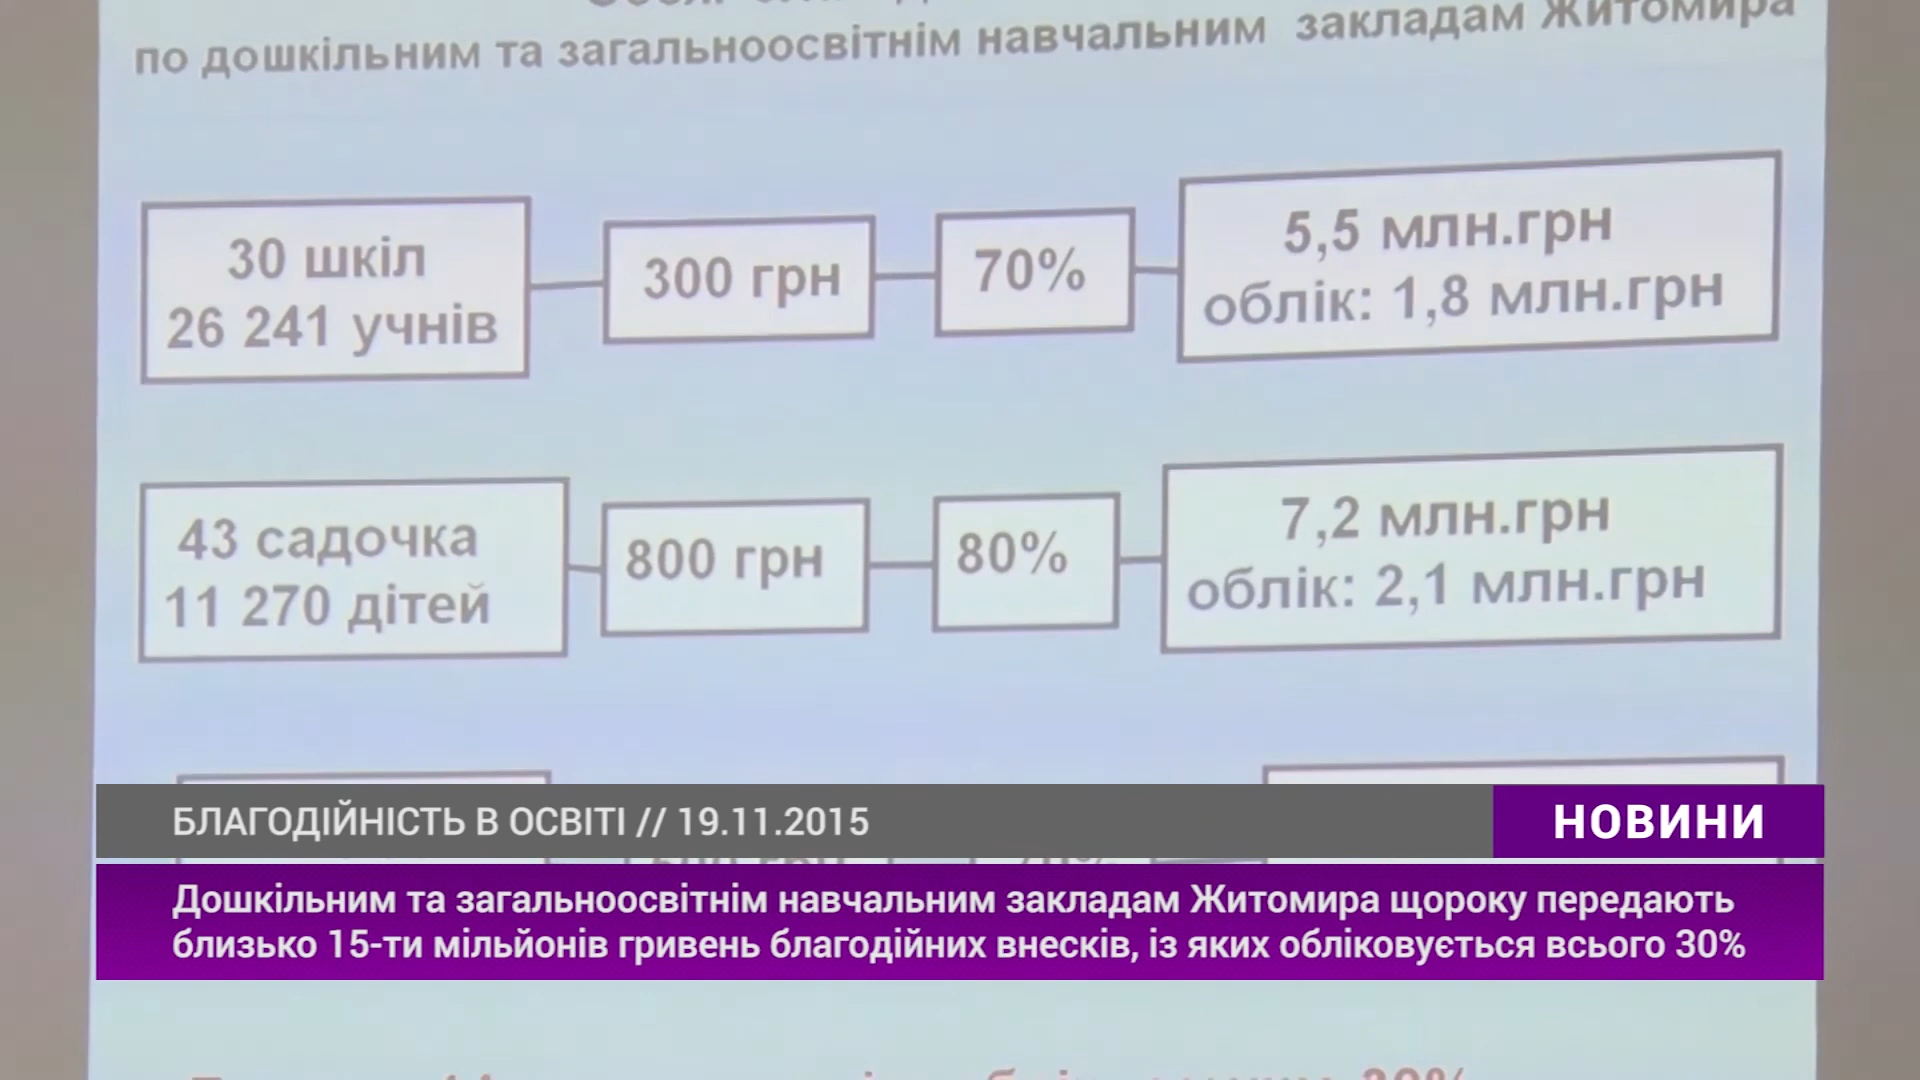 по дошкільним та загальноосвітнім навчальним закладам Житомира
30 шкіл
26 241 учнів
300 грн
70%
5,5 млн.грн
облік: 1,8 млн.грн
43 садочка
11 270 дітей
800 грн
80%
7,2 млн.грн
облік: 2,1 млн.грн
БЛАГОДІЙНІСТЬ В ОСВІТІ // 19.11.2015
НОВИНИ
Дошкільним та загальноосвітнім навчальним закладам Житомира щороку передають
близько 15-ти мільйонів гривень благодійних внесків, із яких обліковується всього 30%